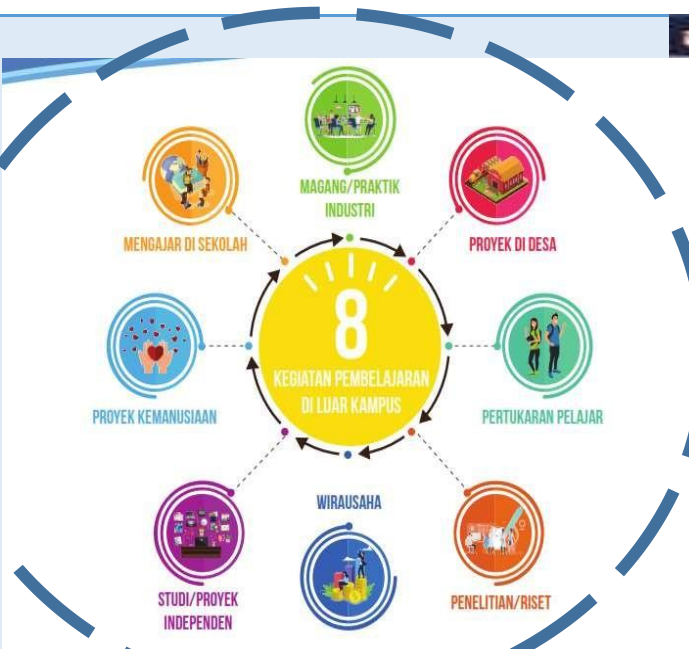 MAGANG/PRAKTIK
INDUSTRI
MENGAJAR DI SEKOLAH
PROYEK DI DESA
8
KEGIATAN PEMBELAJARAN
DI LUAR KAMPUS
PROYEK KEMANUSIAAN
PERTUKARAN PELAJAR
WIRAUSAHA
STUDI/PROYEK
INDEPENDEN
PENELITIAN/RISET